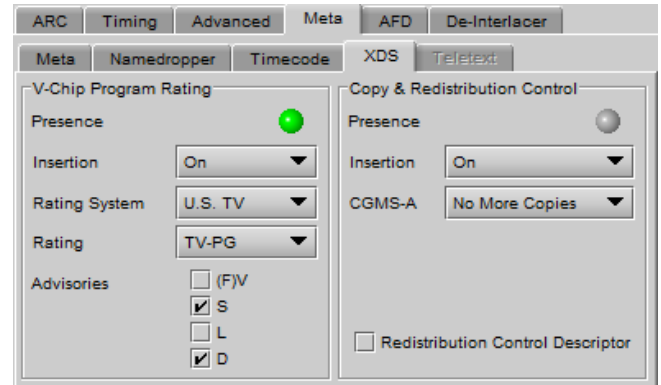 ARC Timing Advanced Meta AFD De-Interlacer
Meta Namedropper Timecode XDS Teletext
V-Chip Program Rating
Presence
Insertion On
Rating System U.S. TV
Rating TV-PG
Advisories (F)V
S
L
D
Copy & Redistribution Control
Presence
Insertion On
CGMS-A No More Copies
Redistribution Control Descriptor